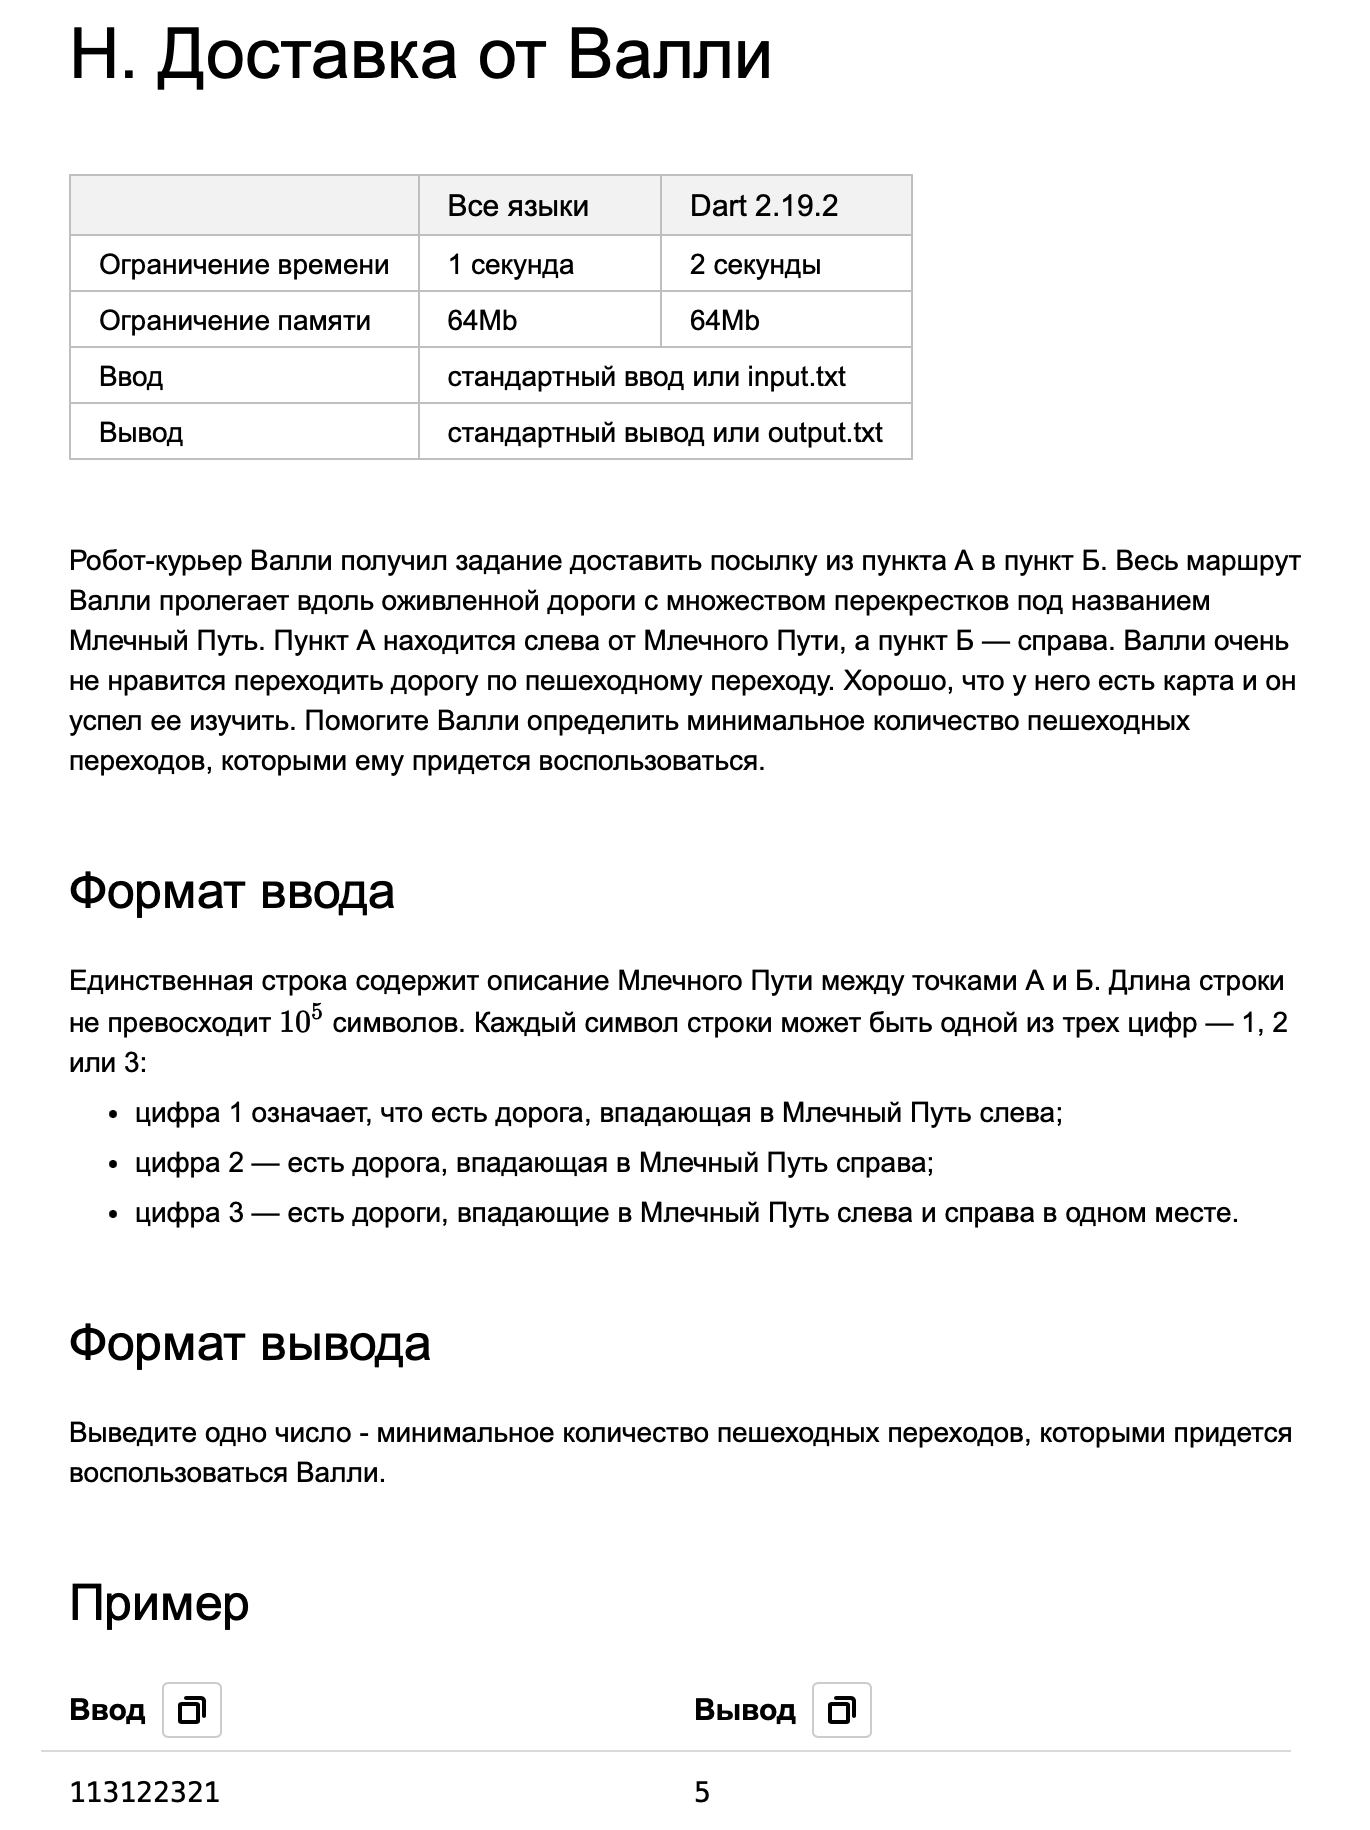 H. Доставка от Валли
Все языки Dart 2.19.2
Ограничение времени 1 секунда 2 секунды
Ограничение памяти 64Mb 64Mb
Ввод стандартный ввод или input.txt
Вывод стандартный вывод или output.txt
Робот-курьер Валли получил задание доставить посылку из пункта А в пункт Б. Весь маршрут
Валли пролегает вдоль оживленной дороги с множеством перекрестков под названием
Млечный Путь. Пункт А находится слева от Млечного Пути, а пункт Б — справа. Валли очень
не нравится переходить дорогу по пешеходному переходу. Хорошо, что у него есть карта и он
успел ее изучить. Помогите Валли определить минимальное количество пешеходных
переходов, которыми ему придется воспользоваться.
Формат ввода
Единственная строка содержит описание Млечного Пути между точками А и Б. Длина строки
не превосходит 10⁵ символов. Каждый символ строки может быть одной из трех цифр — 1, 2
или 3:
• цифра 1 означает, что есть дорога, впадающая в Млечный Путь слева;
• цифра 2 — есть дорога, впадающая в Млечный Путь справа;
• цифра 3 — есть дороги, впадающие в Млечный Путь слева и справа в одном месте.
Формат вывода
Выведите одно число - минимальное количество пешеходных переходов, которыми придется
воспользоваться Валли.
Пример
Ввод Вывод
113122321 5